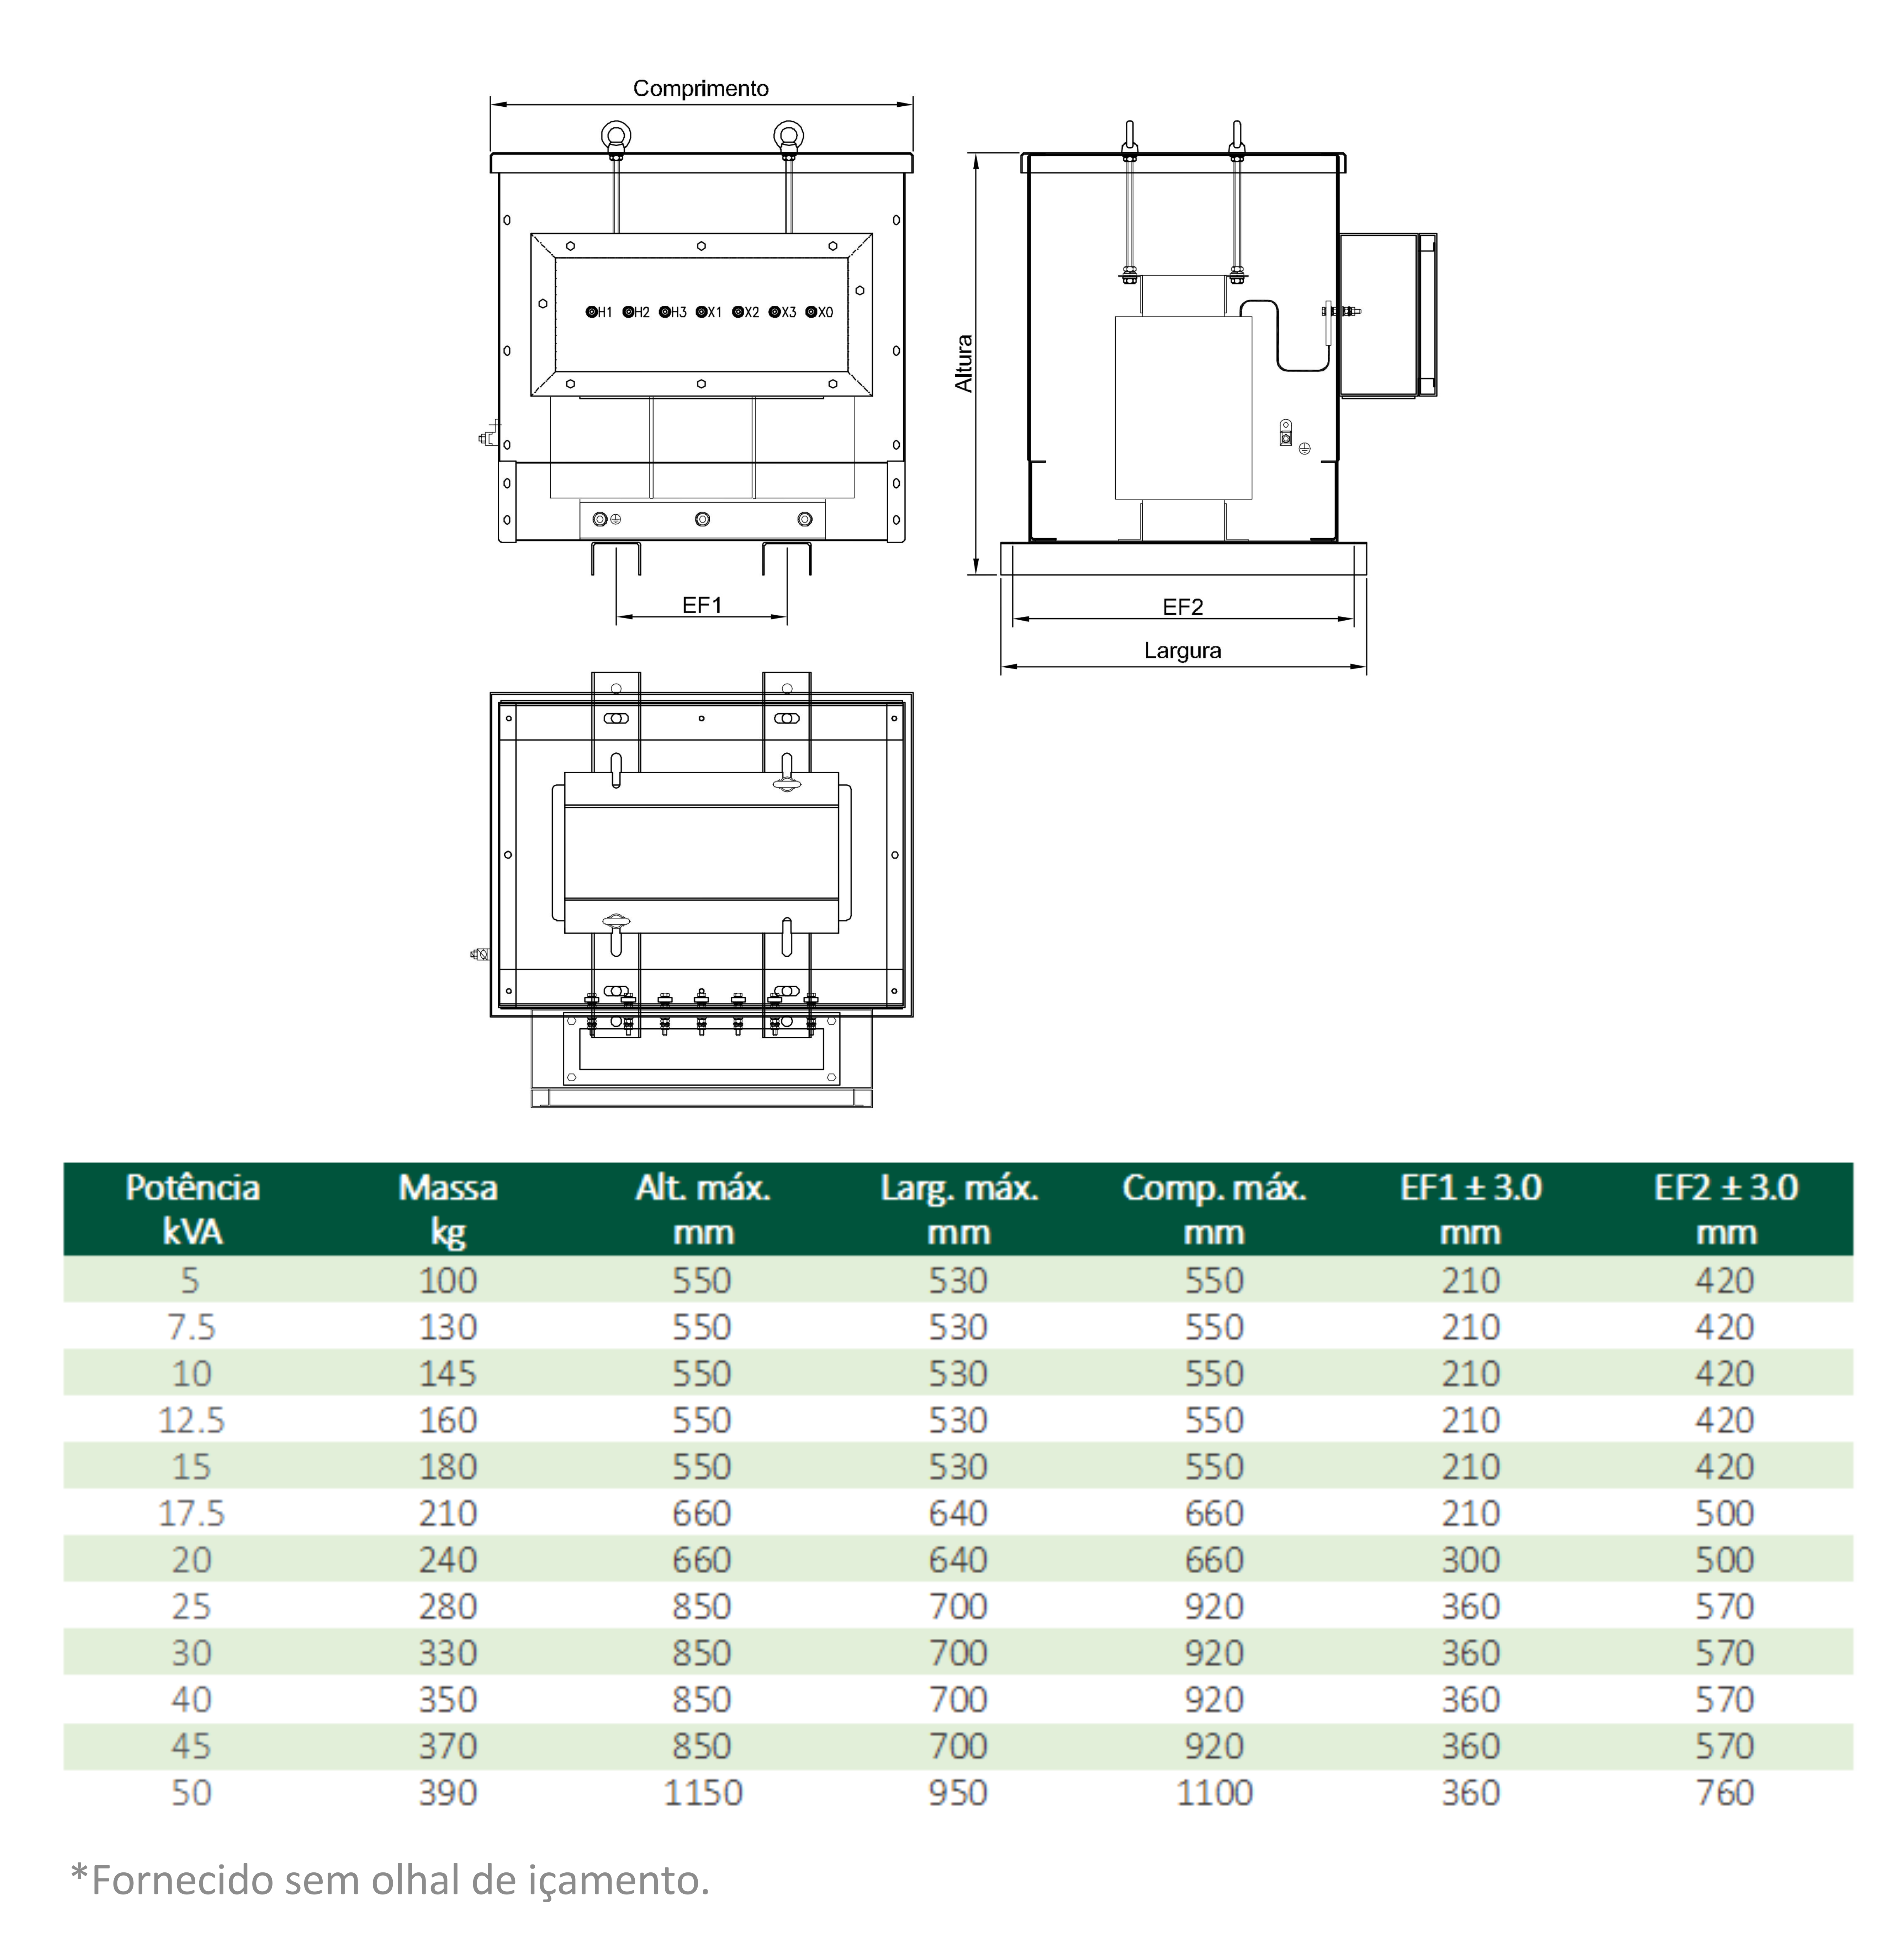 Comprimento
H1 H2 H3 X1 X2 X3 X0
Altura
EF1
EF2
Largura
Potência Massa Alt. máx. Larg. máx. Comp. máx. EF1 ± 3.0 EF2 ± 3.0
kVA kg mm mm mm mm mm
5 100 550 530 550 210 420
7.5 130 550 530 550 210 420
10 145 550 530 550 210 420
12.5 160 550 530 550 210 420
15 180 550 530 550 210 420
17.5 210 660 640 660 210 500
20 240 660 640 660 300 500
25 280 850 700 920 360 570
30 330 850 700 920 360 570
40 350 850 700 920 360 570
45 370 850 700 920 360 570
50 390 1150 950 1100 360 760
*Fornecido sem olhal de içamento.